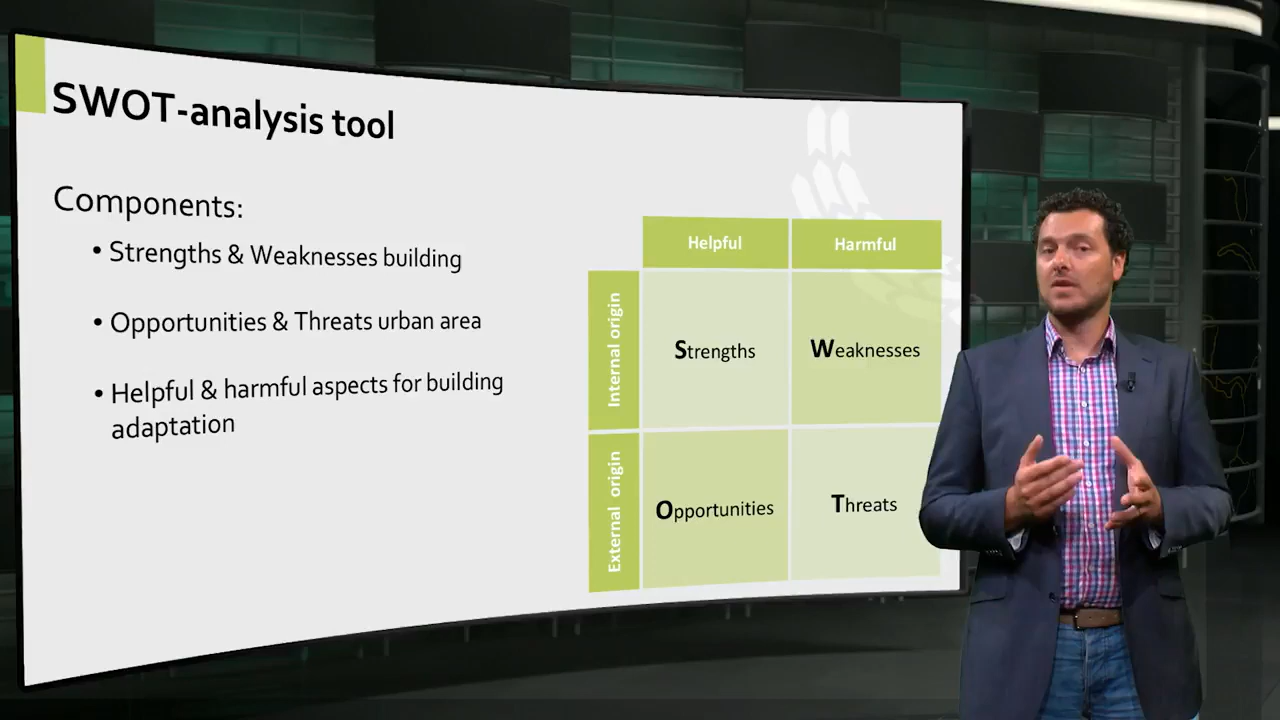 SWOT-analysis tool
Components:
• Strengths & Weaknesses building
• Opportunities & Threats urban area
• Helpful & harmful aspects for building
adaptation
Helpful
Harmful
Internal origin
Strengths
Weaknesses
External origin
Opportunities
Threats